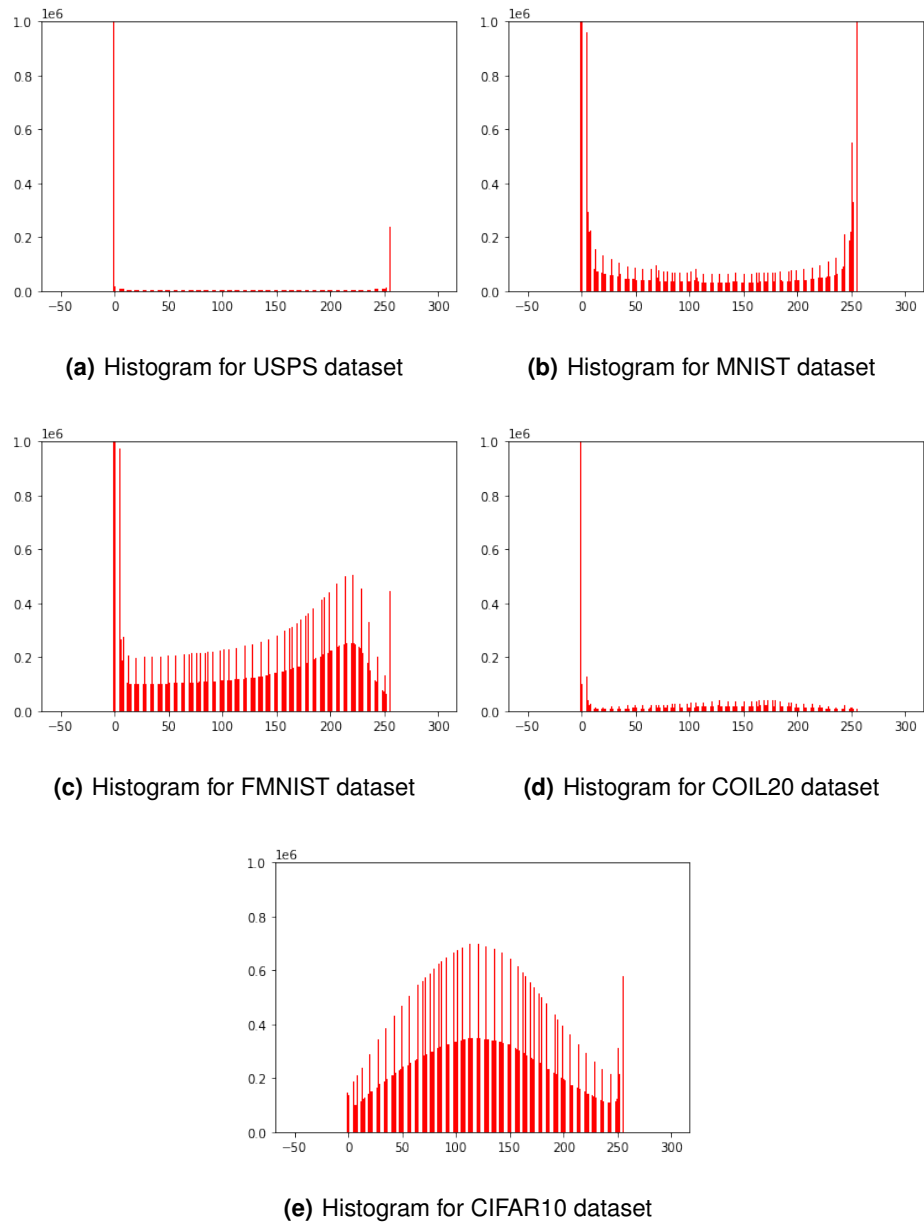 1e6 1e6
1.0 1.0
0.8 0.8
0.6 0.6
0.4 0.4
0.2 0.2
0.0 0.0
−50 0 50 100 150 200 250 300 −50 0 50 100 150 200 250 300
(a) Histogram for USPS dataset (b) Histogram for MNIST dataset
1e6 1e6
1.0 1.0
0.8 0.8
0.6 0.6
0.4 0.4
0.2 0.2
0.0 0.0
−50 0 50 100 150 200 250 300 −50 0 50 100 150 200 250 300
(c) Histogram for FMNIST dataset (d) Histogram for COIL20 dataset
1e6
1.0
0.8
0.6
0.4
0.2
0.0
−50 0 50 100 150 200 250 300
(e) Histogram for CIFAR10 dataset